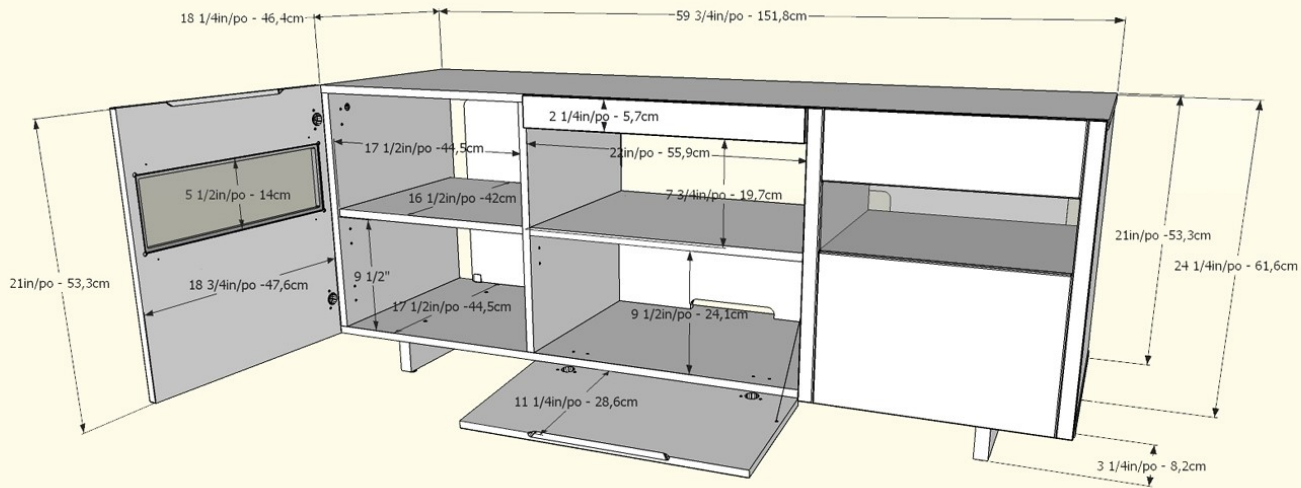 18 1/4in/po - 46,4cm
59 3/4in/po - 151,8cm
2 1/4in/po - 5,7cm
17 1/2in/po -44,5cm
22in/po - 55,9cm
5 1/2in/po - 14cm
16 1/2in/po -42cm
7 3/4in/po - 19,7cm
21in/po -53,3cm
24 1/4in/po - 61,6cm
21in/po - 53,3cm
18 3/4in/po -47,6cm
9 1/2"
17 1/2in/po -44,5cm
9 1/2in/po - 24,1cm
11 1/4in/po - 28,6cm
3 1/4in/po - 8,2cm